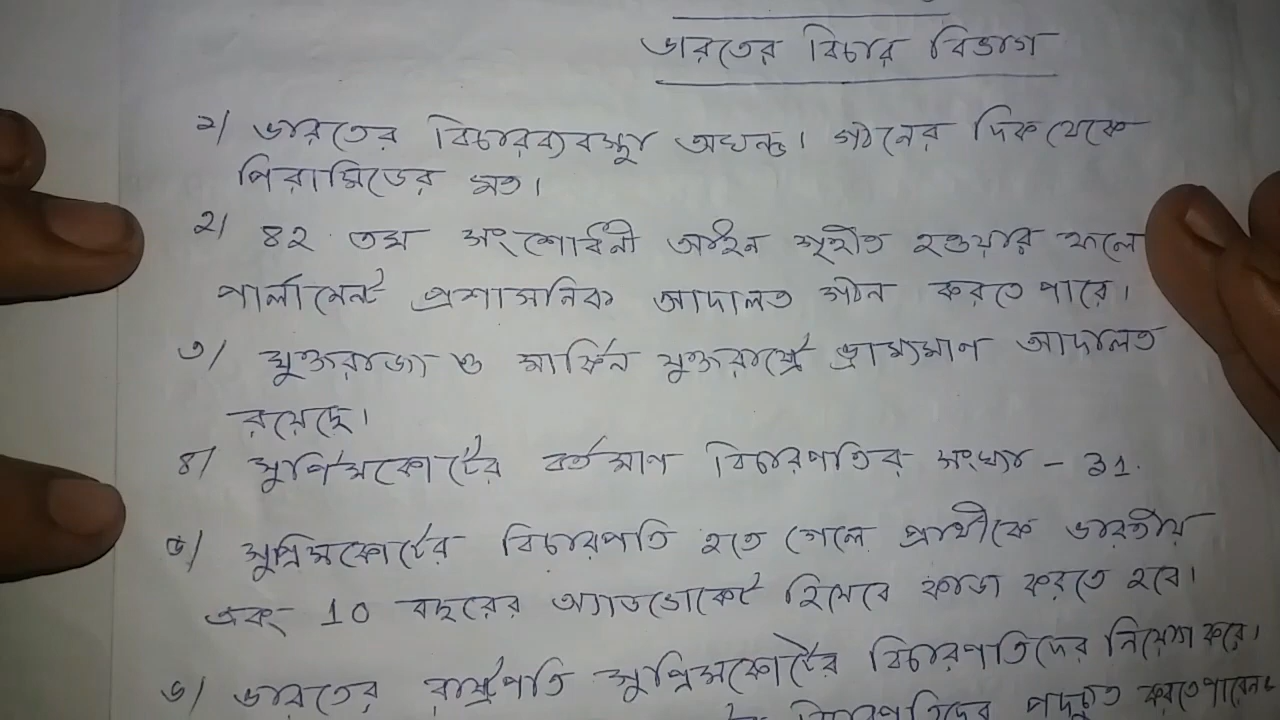 ভারতের বিচার বিভাগ
১/ ভারতের বিচারব্যবস্থা অখন্ড। গঠনের দিক থেকে
পিরামিডের মত।
২/ ৪২ তম সংশোধনী আইন গৃহীত হওয়ার ফলে
পার্লামেন্ট প্রশাসনিক আদালত গঠন করতে পারে।
৩/ যুক্তরাজ্য ও মার্কিন যুক্তরাষ্ট্রে ভ্রাম্যমাণ আদালত
রয়েছে।
৪/ সুপ্রিমকোর্টের বর্তমাণ বিচারপতির সংখ্যা - 31.
৫/ সুপ্রিমকোর্টের বিচারপতি হতে গেলে প্রার্থীকে ভারতীয়
এবং 10 বছরের অ্যাডভোকেট হিসেবে কাজ করতে হবে।
৬/ ভারতের রাষ্ট্রপতি সুপ্রিমকোর্টের বিচারপতিদের নিয়োগ করে।
বিচারপতিদের পদচ্যুত করতে পারেন